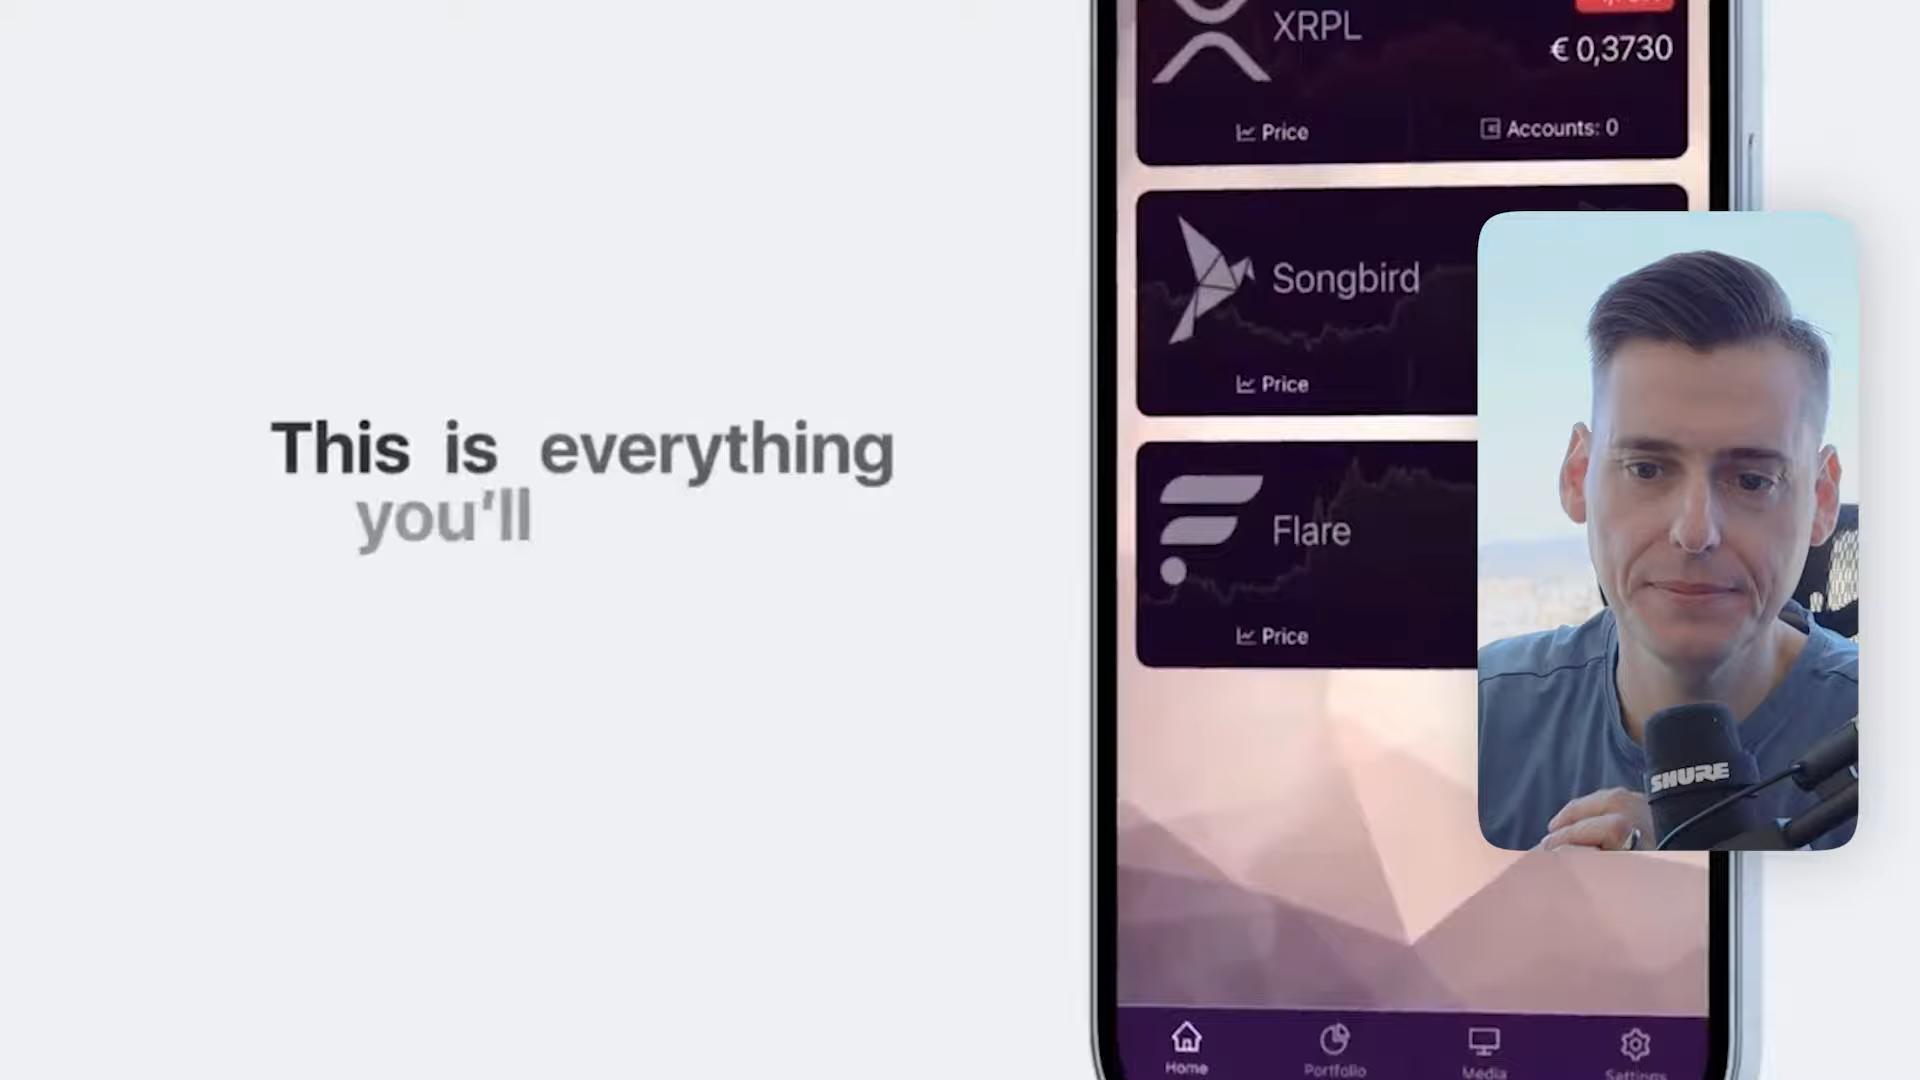 This is everything
you'll
XRPL
€ 0,3730
Price
Accounts: 0
Songbird
Price
Flare
Price
SHURE
Home
Portfolio
Media
Settings